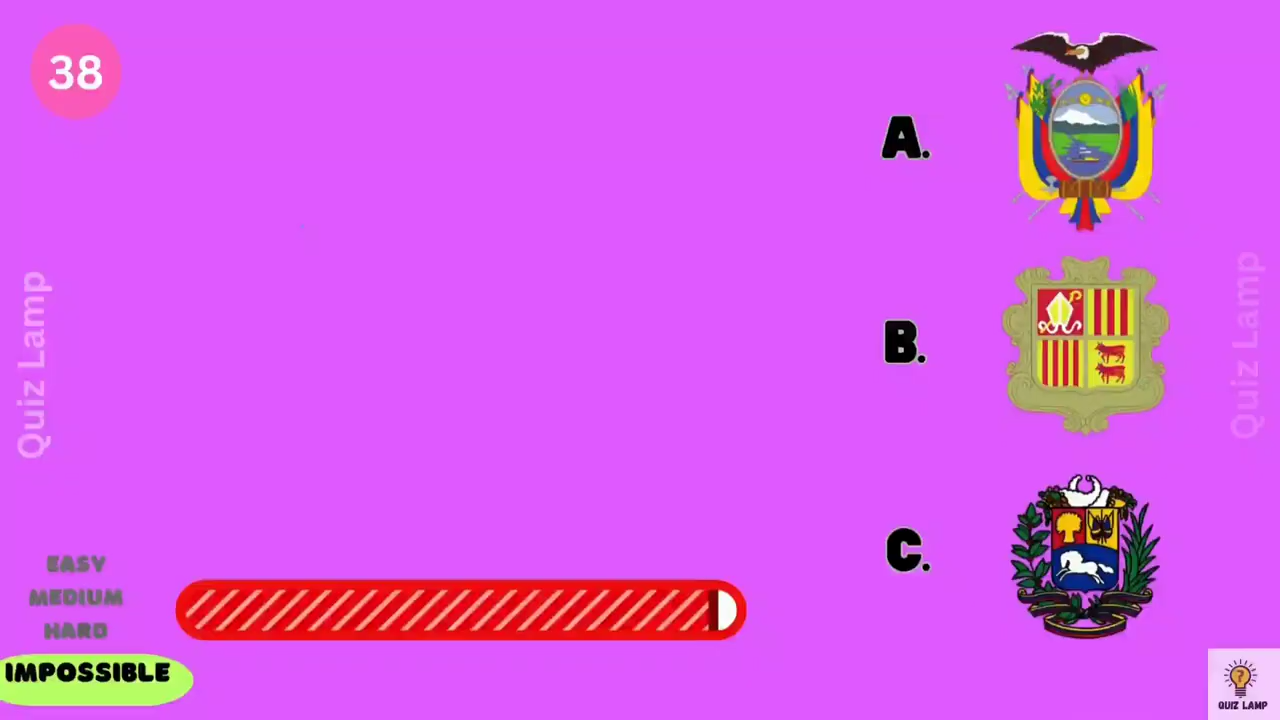 38
A.
B.
C.
Quiz Lamp
Quiz Lamp
EASY
MEDIUM
HARD
IMPOSSIBLE
?
QUIZ LAMP